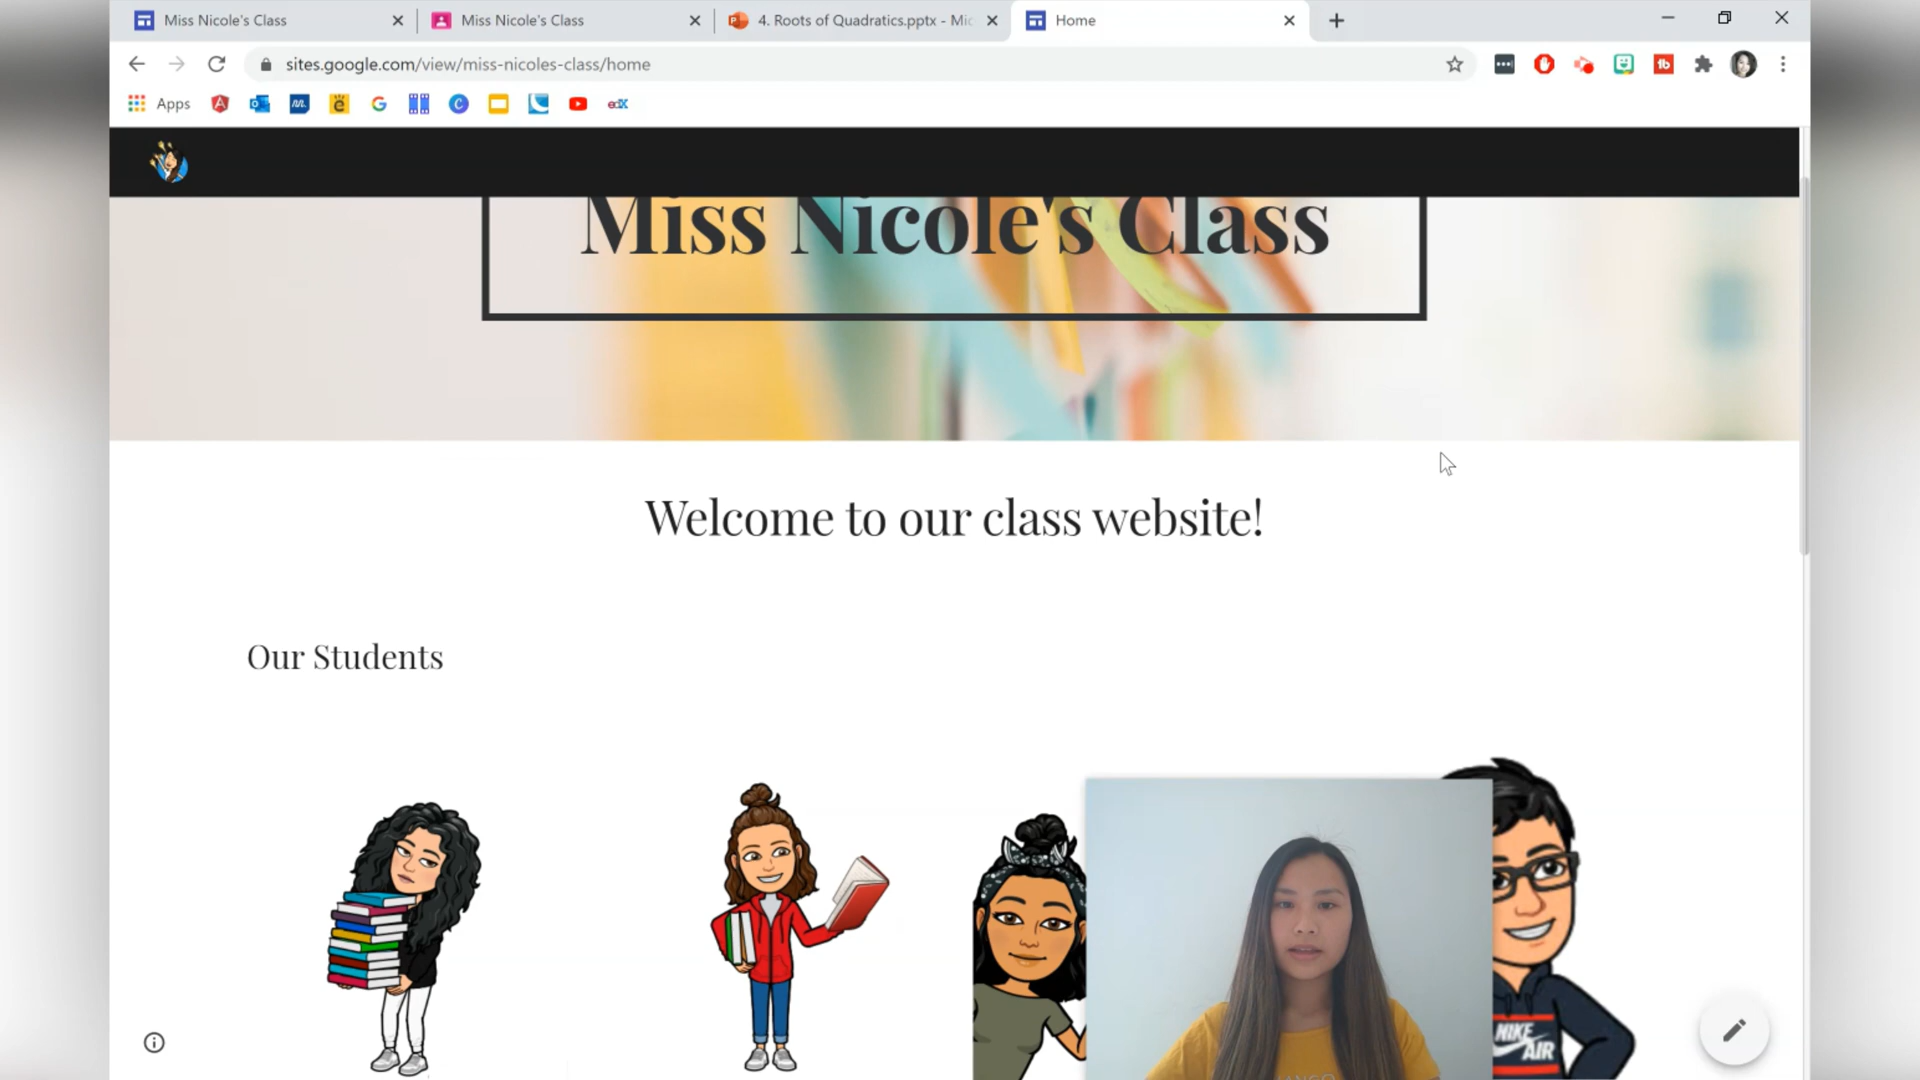 Miss Nicole's Class
Miss Nicole's Class
4. Roots of Quadratics.pptx - Mic
Home
sites.google.com/view/miss-nicoles-class/home
Apps
Miss Nicole's Class
Welcome to our class website!
Our Students
NIKE
AIR